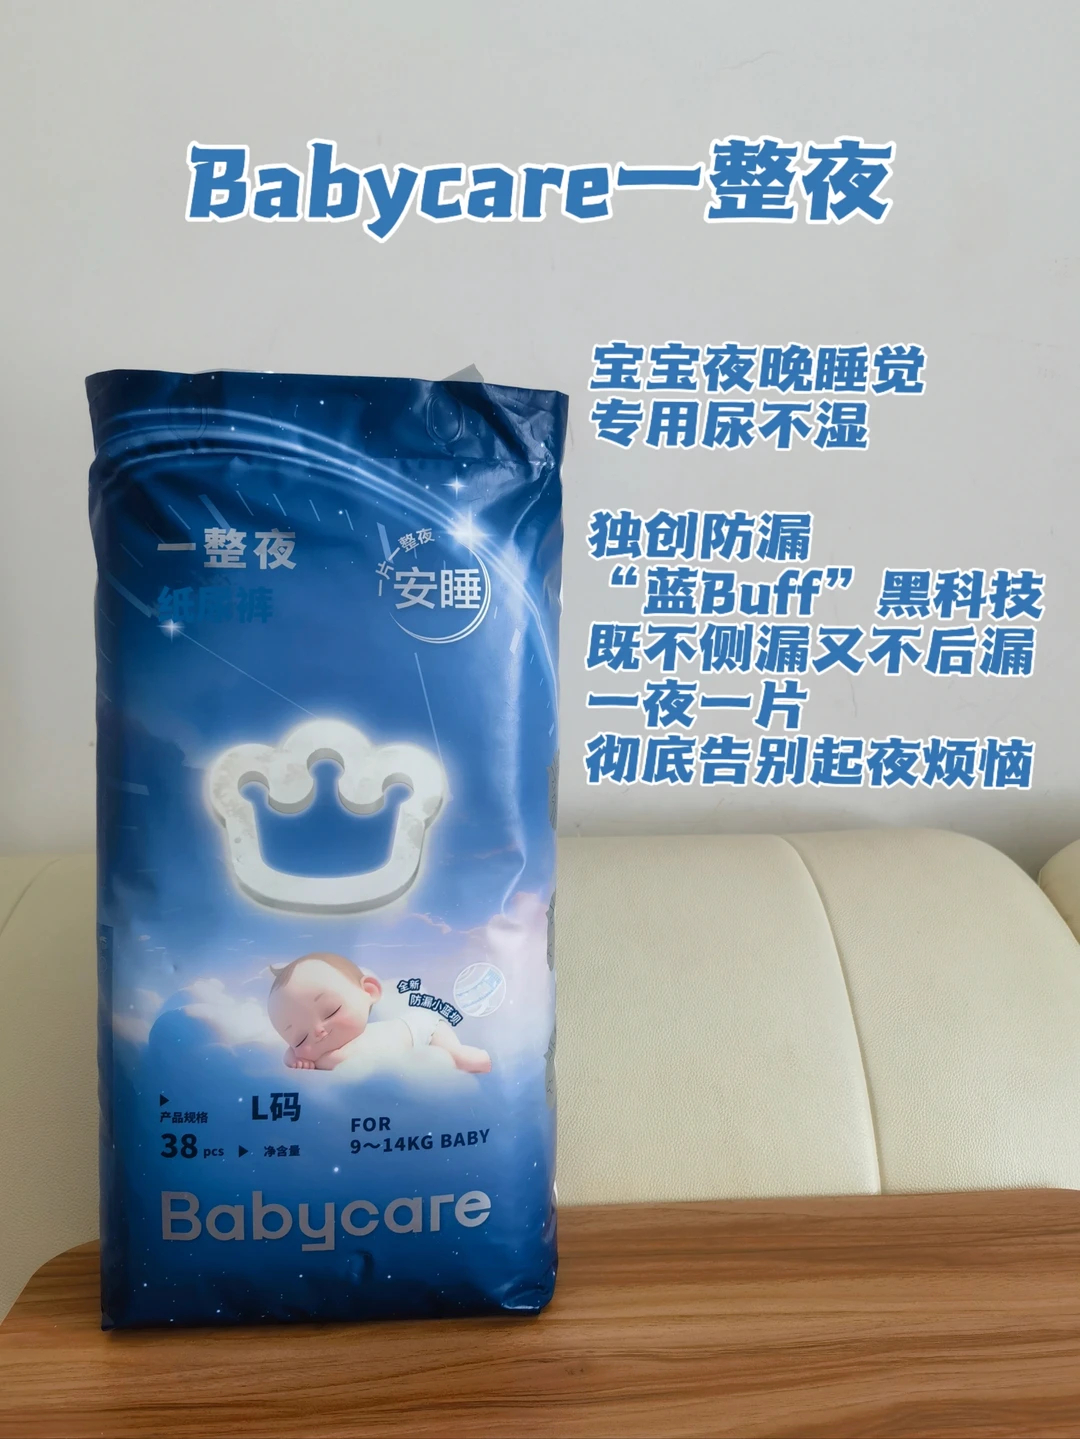 Babycare一整夜
宝宝夜晚睡觉
专用尿不湿
独创防漏
“蓝Buff”黑科技
既不侧漏又不后漏
一夜一片
彻底告别起夜烦恼
一整夜
纸尿裤
一片一整夜
安睡
全新
防漏小蓝坝
产品规格
L码
38 pcs
净含量
FOR
9～14KG BABY
Babycare